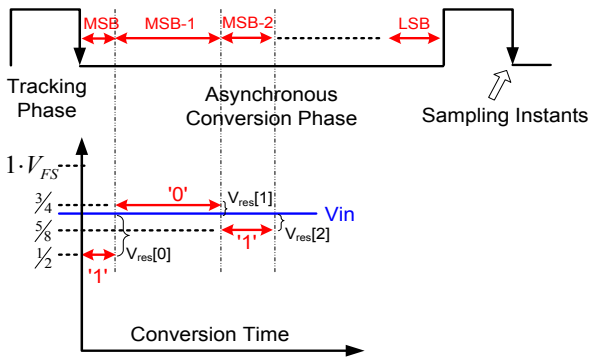 MSB MSB-1 MSB-2 LSB
Tracking Phase
Asynchronous Conversion Phase
Sampling Instants
1·V_FS
3/4
'0'
V_res[1]
Vin
5/8
'1'
V_res[2]
1/2
'1'
V_res[0]
Conversion Time